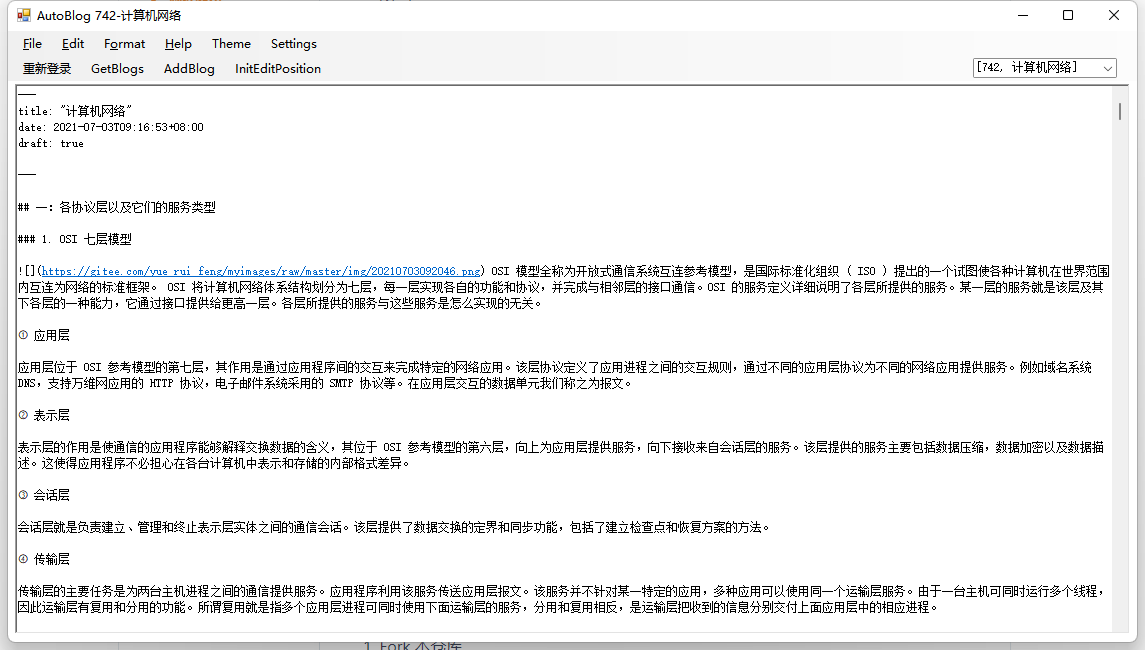 AutoBlog 742-计算机网络
File Edit Format Help Theme Settings
重新登录 GetBlogs AddBlog InitEditPosition
[742, 计算机网络]
---
title: "计算机网络"
date: 2021-07-03T09:16:53+08:00
draft: true
---
## 一：各协议层以及它们的服务类型
### 1. OSI 七层模型
![](https://gitee.com/yue_rui_feng/myimages/raw/master/img/20210703092046.png) OSI 模型全称为开放式通信系统互连参考模型，是国际标准化组织 ( ISO ) 提出的一个试图使各种计算机在世界范围
内互连为网络的标准框架。 OSI 将计算机网络体系结构划分为七层，每一层实现各自的功能和协议，并完成与相邻层的接口通信。OSI 的服务定义详细说明了各层所提供的服务。某一层的服务就是该层及其
下各层的一种能力，它通过接口提供给更高一层。各层所提供的服务与这些服务是怎么实现的无关。
① 应用层
应用层位于 OSI 参考模型的第七层，其作用是通过应用程序间的交互来完成特定的网络应用。该层协议定义了应用进程之间的交互规则，通过不同的应用层协议为不同的网络应用提供服务。例如域名系统
DNS，支持万维网应用的 HTTP 协议，电子邮件系统采用的 SMTP 协议等。在应用层交互的数据单元我们称之为报文。
② 表示层
表示层的作用是使通信的应用程序能够解释交换数据的含义，其位于 OSI 参考模型的第六层，向上为应用层提供服务，向下接收来自会话层的服务。该层提供的服务主要包括数据压缩，数据加密以及数据描
述。这使得应用程序不必担心在各台计算机中表示和存储的内部格式差异。
③ 会话层
会话层就是负责建立、管理和终止表示层实体之间的通信会话。该层提供了数据交换的定界和同步功能，包括了建立检查点和恢复方案的方法。
④ 传输层
传输层的主要任务是为两台主机进程之间的通信提供服务。应用程序利用该服务传送应用层报文。该服务并不针对某一特定的应用，多种应用可以使用同一个运输层服务。由于一台主机可同时运行多个线程，
因此运输层有复用和分用的功能。所谓复用就是指多个应用层进程可同时使用下面运输层的服务，分用和复用相反，是运输层把收到的信息分别交付上面应用层中的相应进程。
1. Fork 本仓库